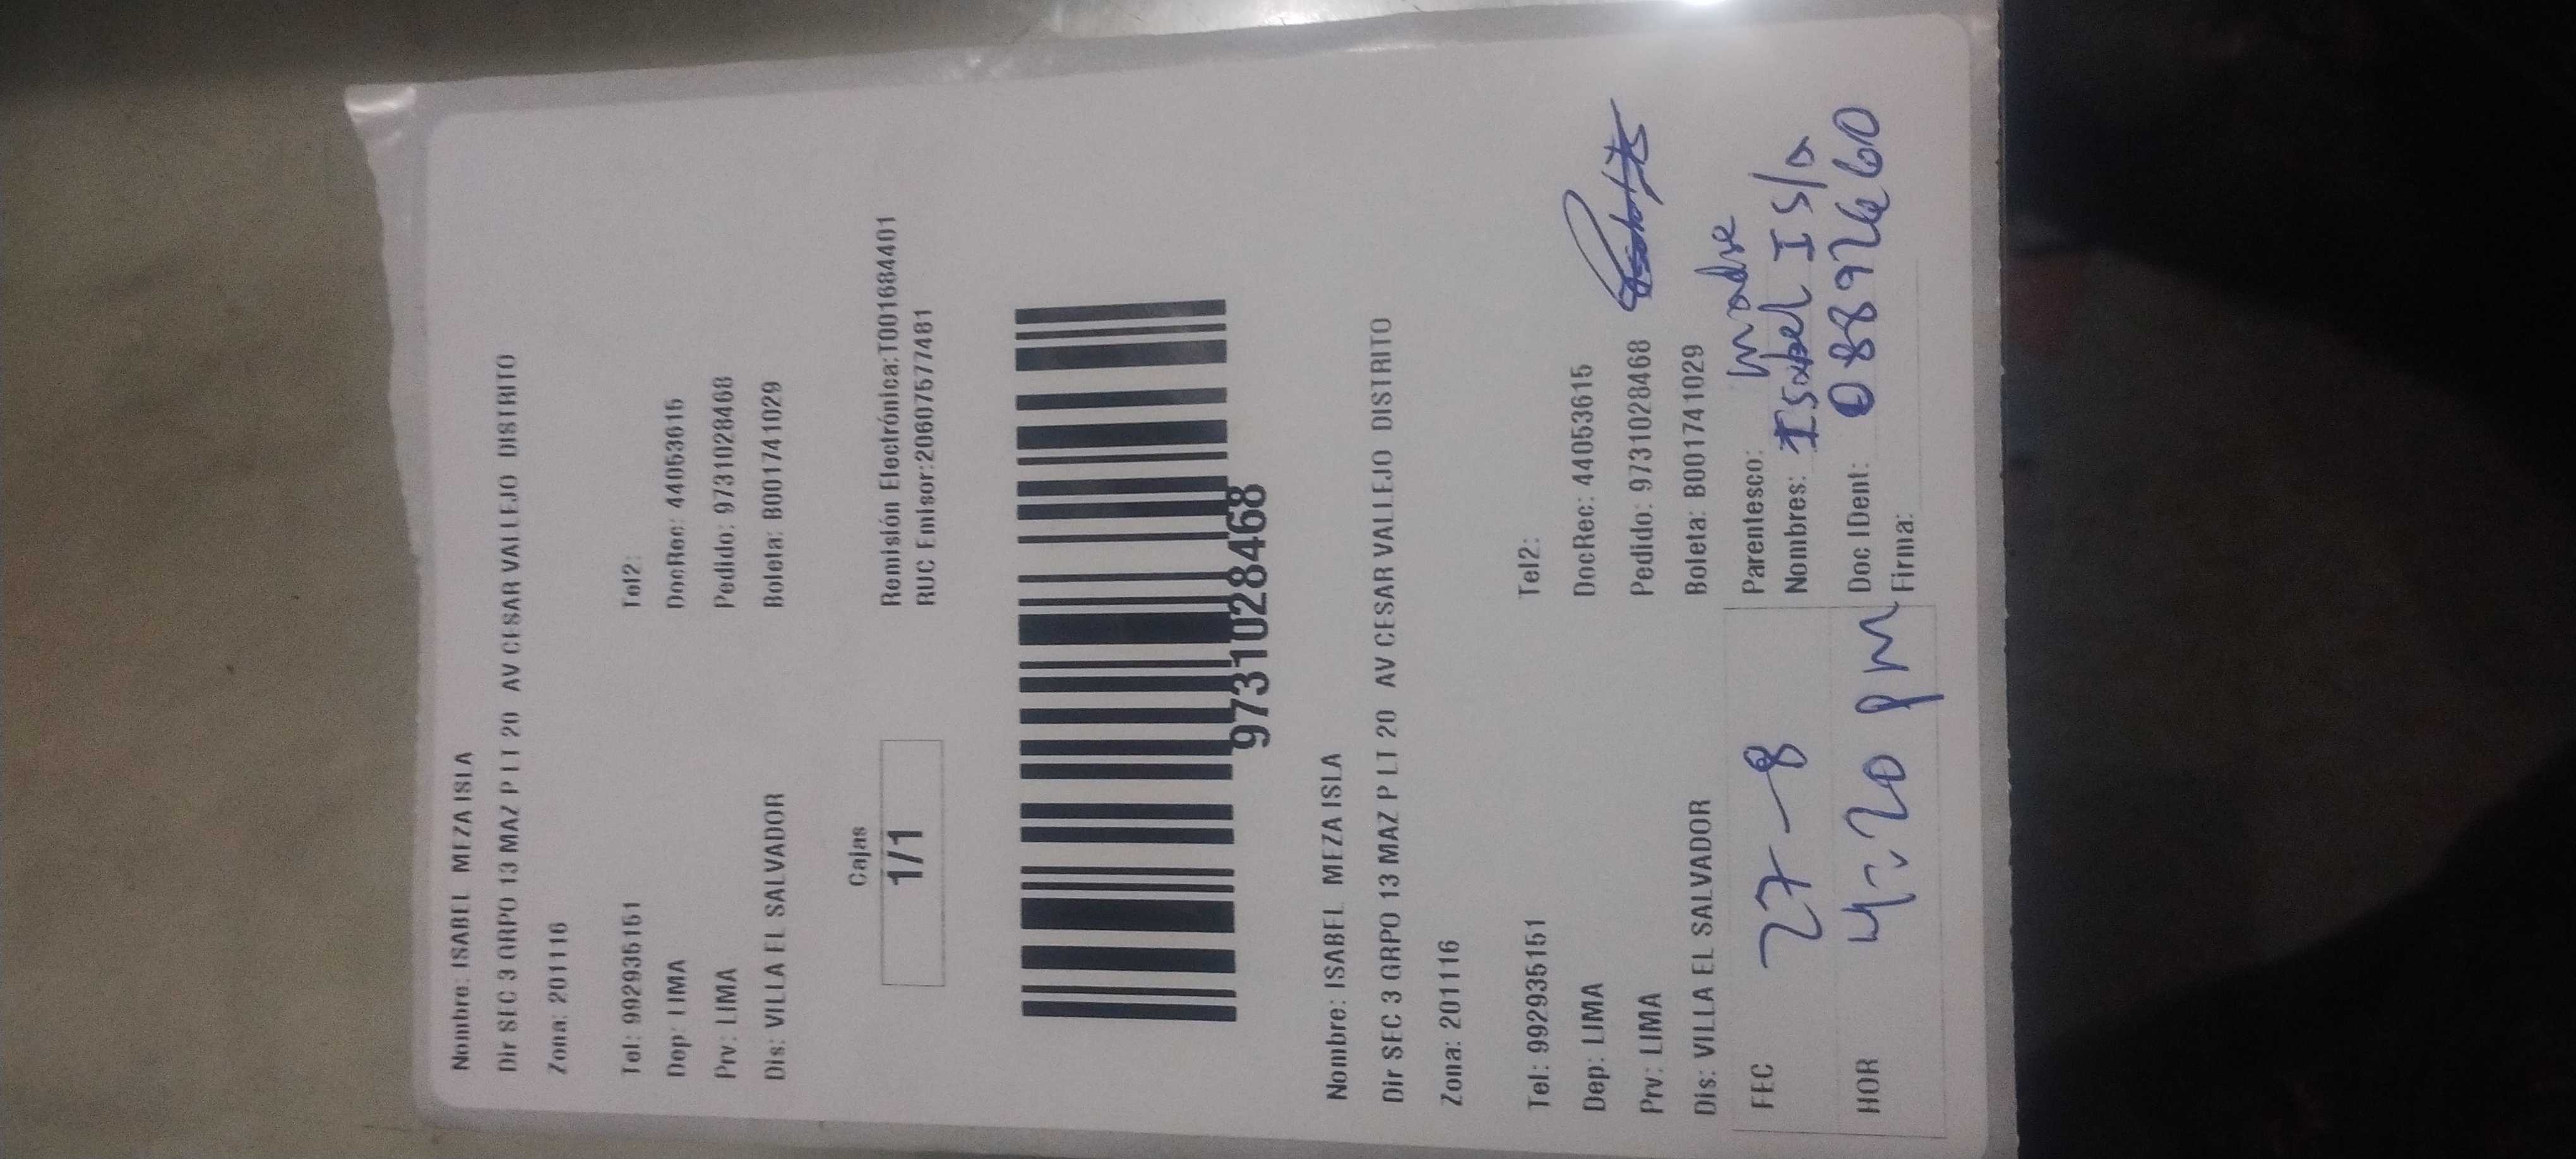 Nombre: ISABEL MEZA ISLA
Dir SEC 3 GRPO 13 MAZ P LT 20 AV CESAR VALLEJO DISTRITO
Zona: 201116
Tel: 992935151 Tel2:
Dep: LIMA DocRec: 44053615
Prv: LIMA Pedido: 97310284468
Dis: VILLA EL SALVADOR Boleta: B001741029
Cajas
1/1
Remisión Electrónica:T001684401
RUC Emisor:20607577481
97310284468
Nombre: ISABEL MEZA ISLA
Dir SEC 3 GRPO 13 MAZ P LT 20 AV CESAR VALLEJO DISTRITO
Zona: 201116
Tel: 992935151 Tel2:
Dep: LIMA DocRec: 44053615
Prv: LIMA Pedido: 97310284468
Dis: VILLA EL SALVADOR Boleta: B001741029
FEC 27-8 Parentesco: madre
Nombres: Isabel Isla
HOR 4:20 PM Doc IDent:
Firma: